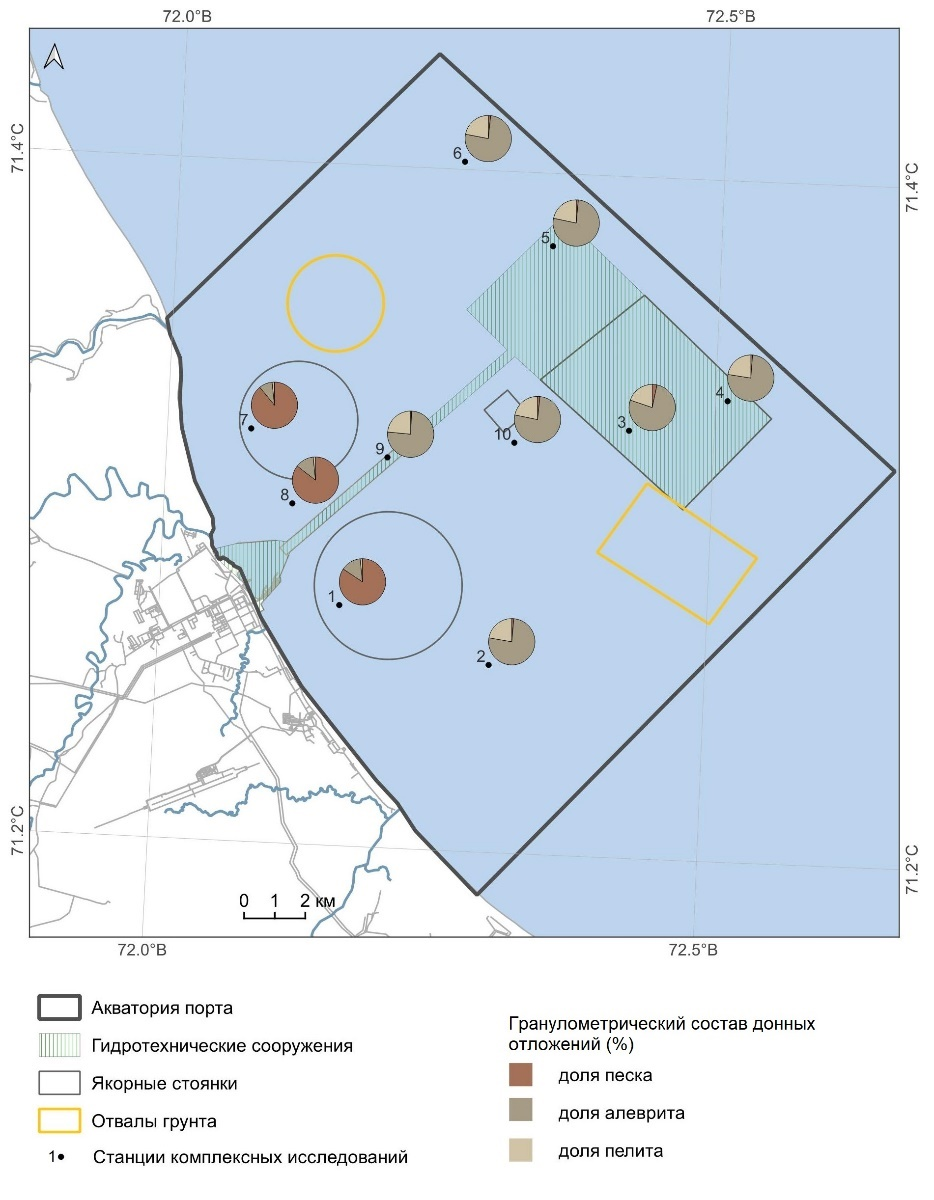 72.0°В
72.5°В
71.4°С
71.4°С
6
5
4
3
7
10
9
8
1
2
71.2°С
71.2°С
0 1 2 км
72.0°В
72.5°В
Акватория порта
Гидротехнические сооружения
Якорные стоянки
Отвалы грунта
1 Станции комплексных исследований
Гранулометрический состав донных
отложений (%)
доля песка
доля алеврита
доля пелита